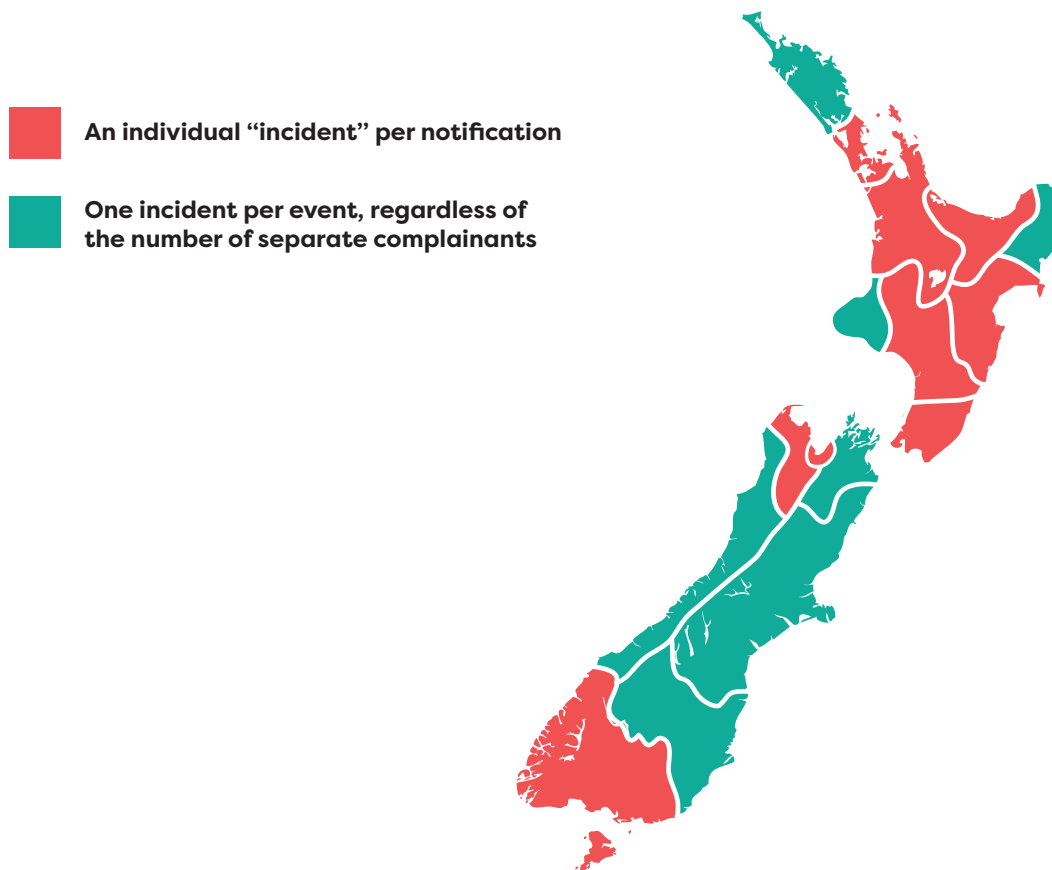 An individual “incident” per notification
One incident per event, regardless of
the number of separate complainants